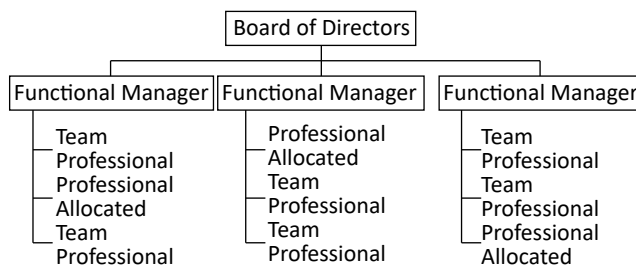 Board of Directors
Functional Manager
Functional Manager
Functional Manager
Team
Professional
Professional
Allocated
Team
Professional
Professional
Allocated
Team
Professional
Team
Professional
Team
Professional
Team
Professional
Professional
Allocated